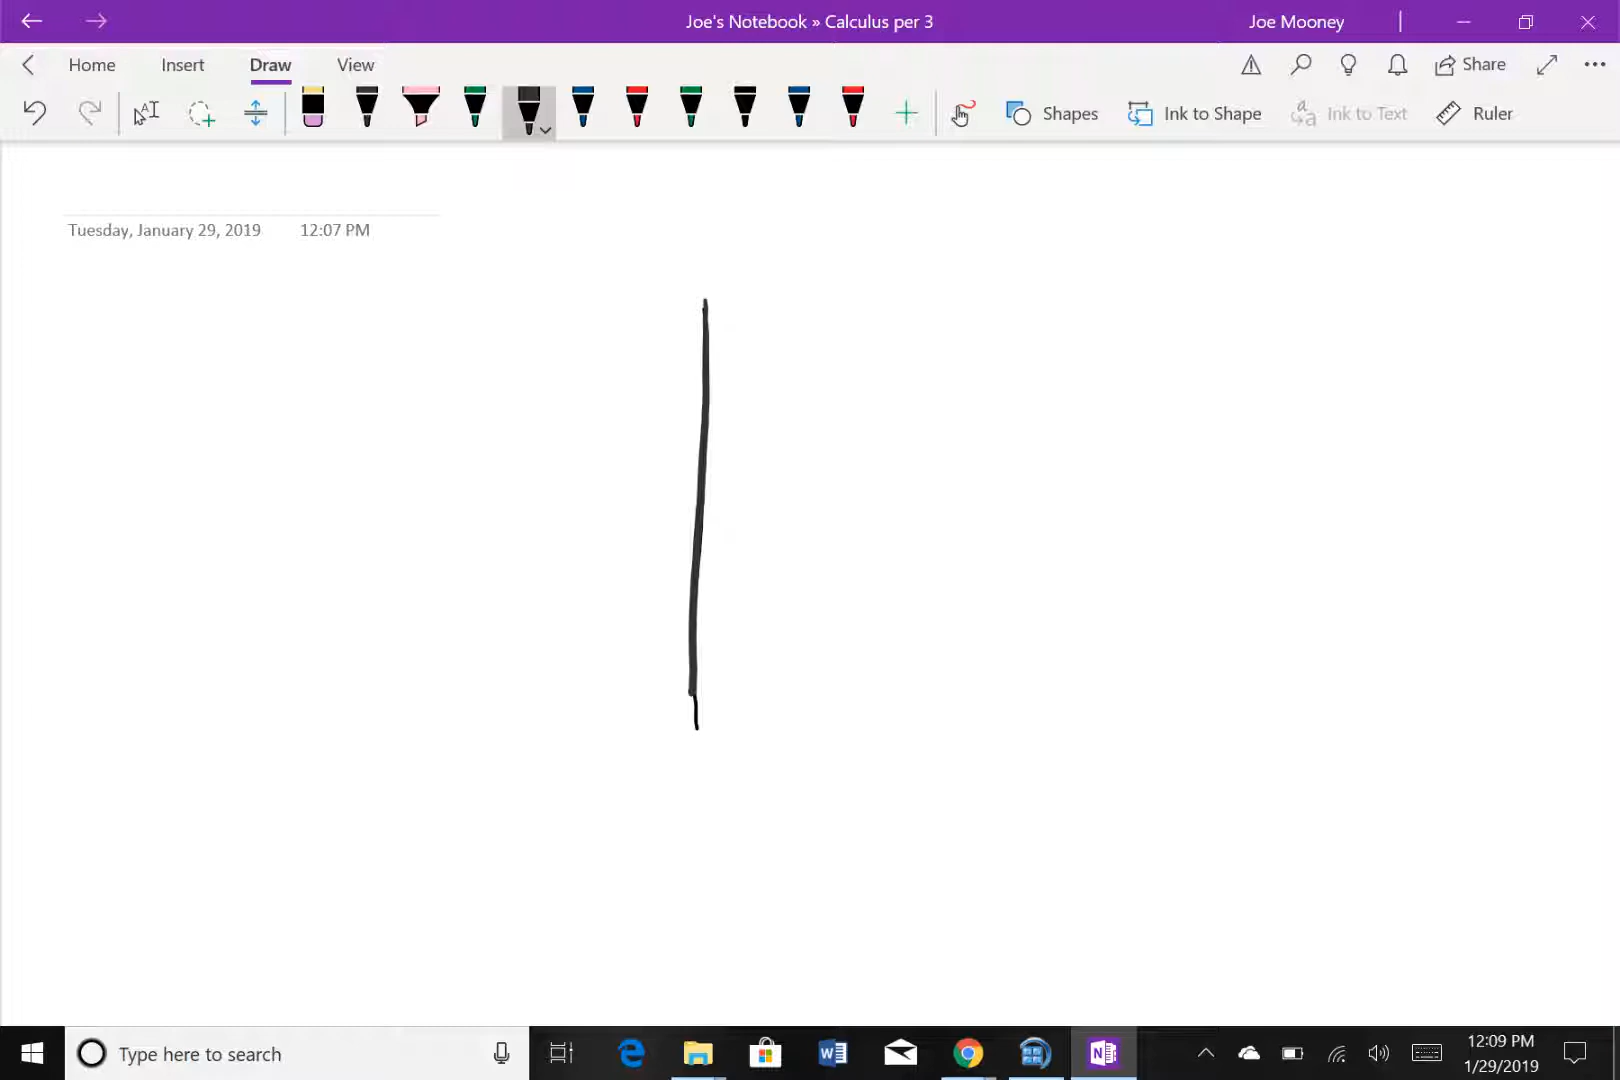 Joe's Notebook » Calculus per 3
Joe Mooney
Home Insert Draw View
Share
Shapes Ink to Shape Ink to Text Ruler
Tuesday, January 29, 2019 12:07 PM
Type here to search
12:09 PM
1/29/2019